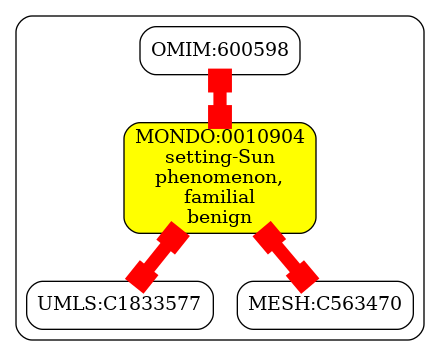 OMIM:600598
MONDO:0010904
setting-Sun
phenomenon,
familial
benign
UMLS:C1833577
MESH:C563470